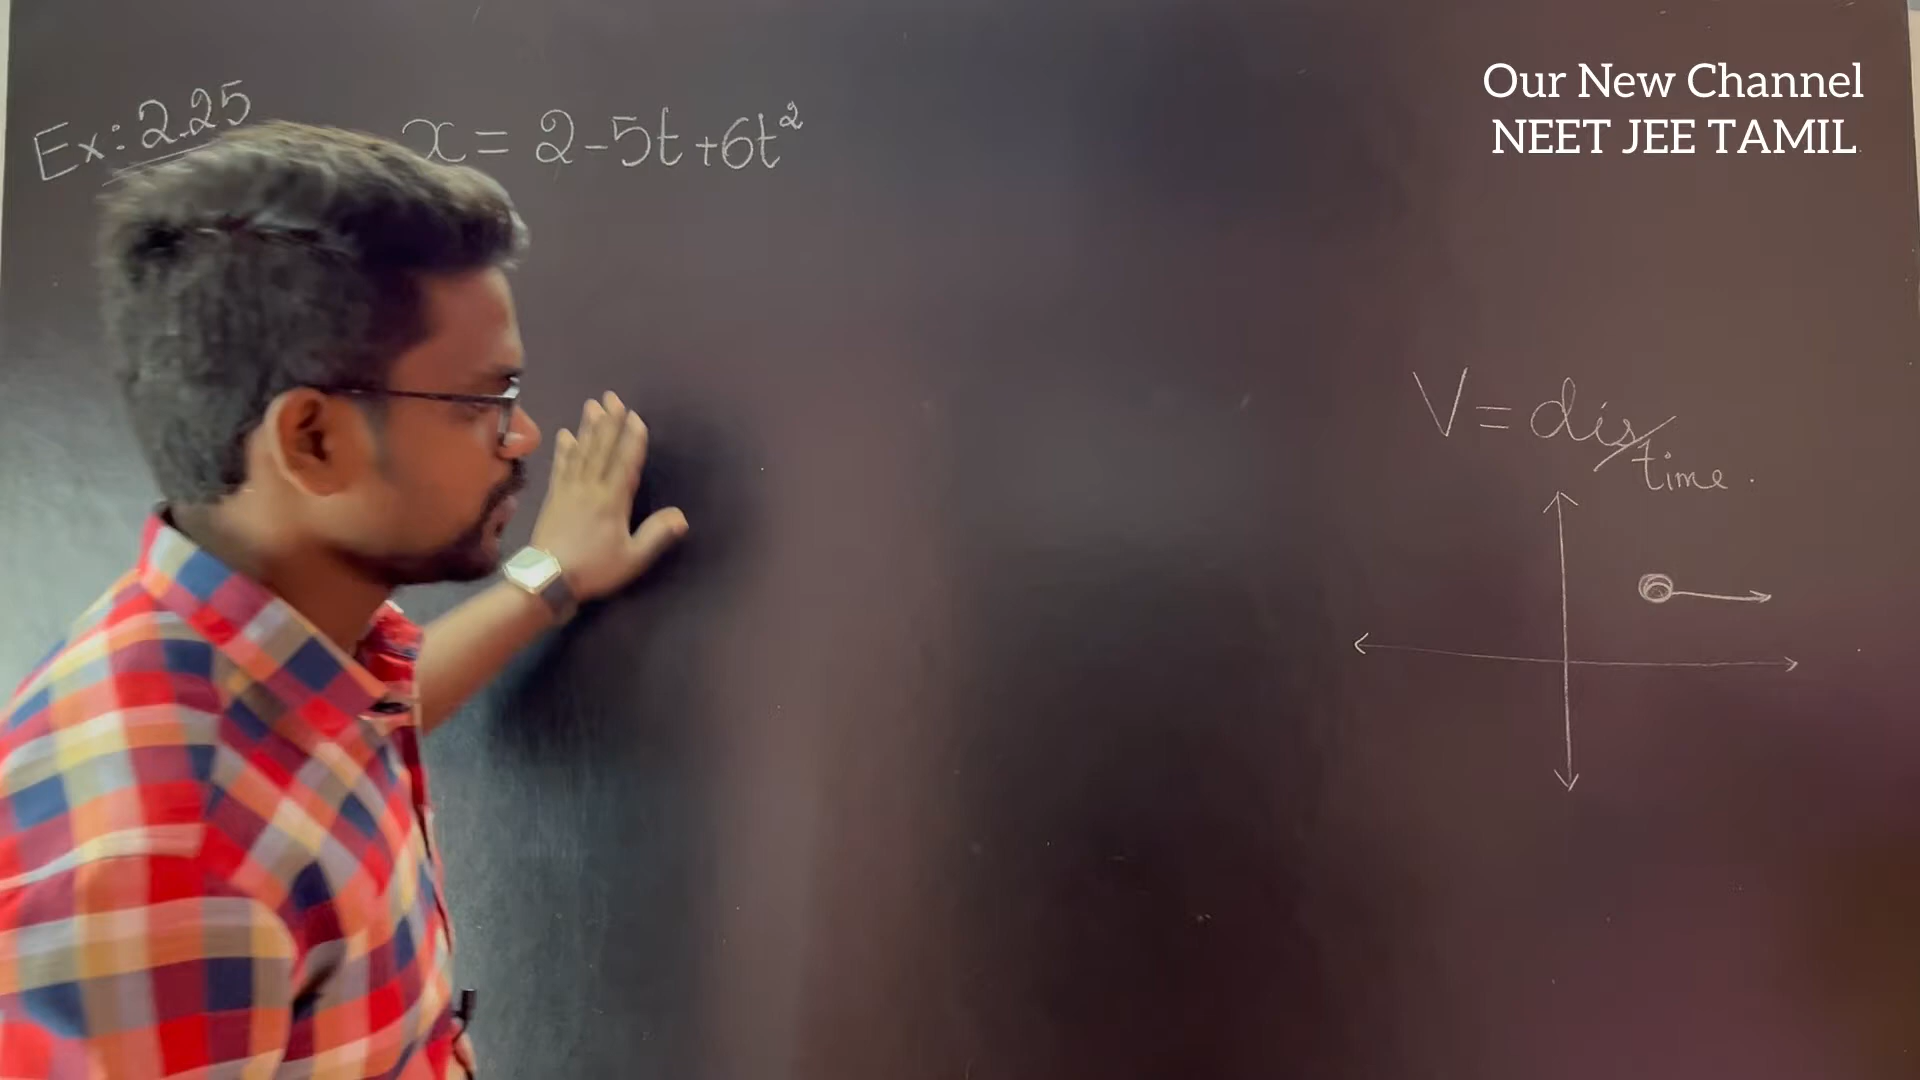 Our New Channel
NEET JEE TAMIL
Ex: 2.25
x = 2-5t+6t²
V = dis/time.